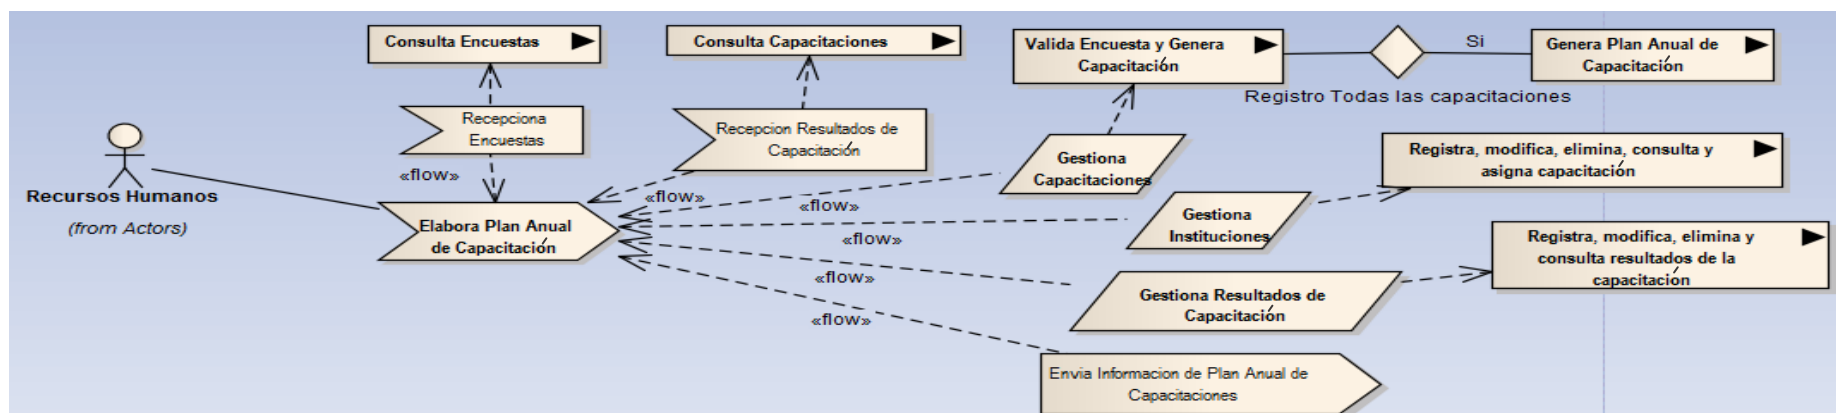 Consulta Encuestas
Consulta Capacitaciones
Valida Encuesta y Genera
Capacitación
Si
Genera Plan Anual de
Capacitación
Registro Todas las capacitaciones
Recepciona
Encuestas
Recepcion Resultados de
Capacitación
Gestiona
Capacitaciones
Registra, modifica, elimina, consulta y
asigna capacitación
«flow»
«flow»
«flow»
Recursos Humanos
(from Actors)
Elabora Plan Anual
de Capacitación
Gestiona
Instituciones
«flow»
Registra, modifica, elimina y
consulta resultados de la
capacitación
«flow»
Gestiona Resultados de
Capacitación
«flow»
Envia Informacion de Plan Anual de
Capacitaciones